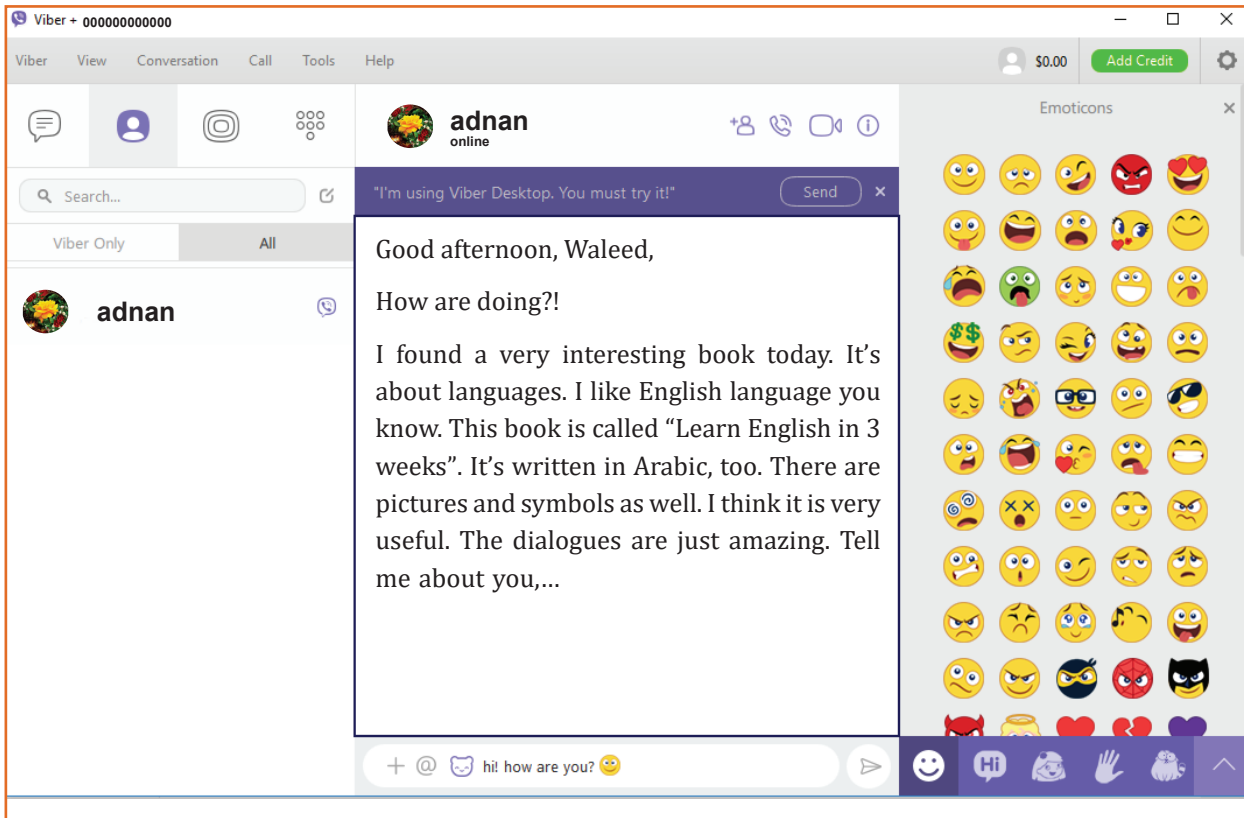 Viber + 000000000000
Viber View Conversation Call Tools Help
$0.00 Add Credit
Search...
Viber Only All
adnan
adnan
online
"I'm using Viber Desktop. You must try it!" Send
Good afternoon, Waleed,
How are doing?!
I found a very interesting book today. It's
about languages. I like English language you
know. This book is called “Learn English in 3
weeks”. It's written in Arabic, too. There are
pictures and symbols as well. I think it is very
useful. The dialogues are just amazing. Tell
me about you,...
@ hi! how are you?
Emoticons
Hi